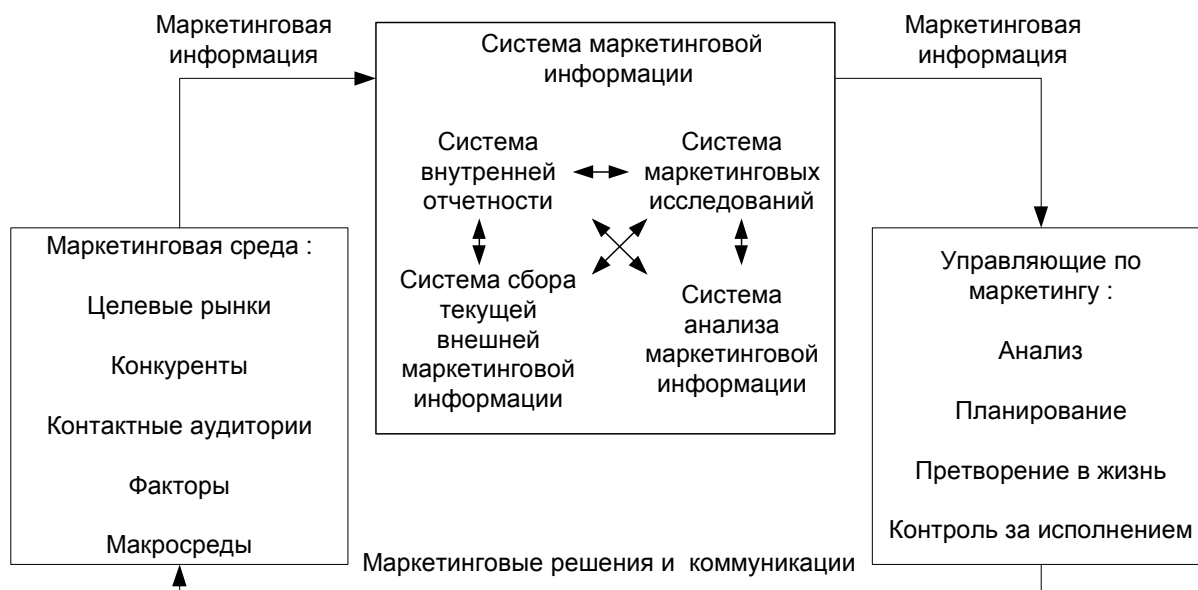 Маркетинговая
информация
Система маркетинговой
информации
Маркетинговая
информация
Система
внутренней
отчетности
Система
маркетинговых
исследований
Система сбора
текущей
внешней
маркетинговой
информации
Система
анализа
маркетинговой
информации
Маркетинговая среда :
Целевые рынки
Конкуренты
Контактные аудитории
Факторы
Макросреды
Управляющие по
маркетингу :
Анализ
Планирование
Претворение в жизнь
Контроль за исполнением
Маркетинговые решения и  коммуникации